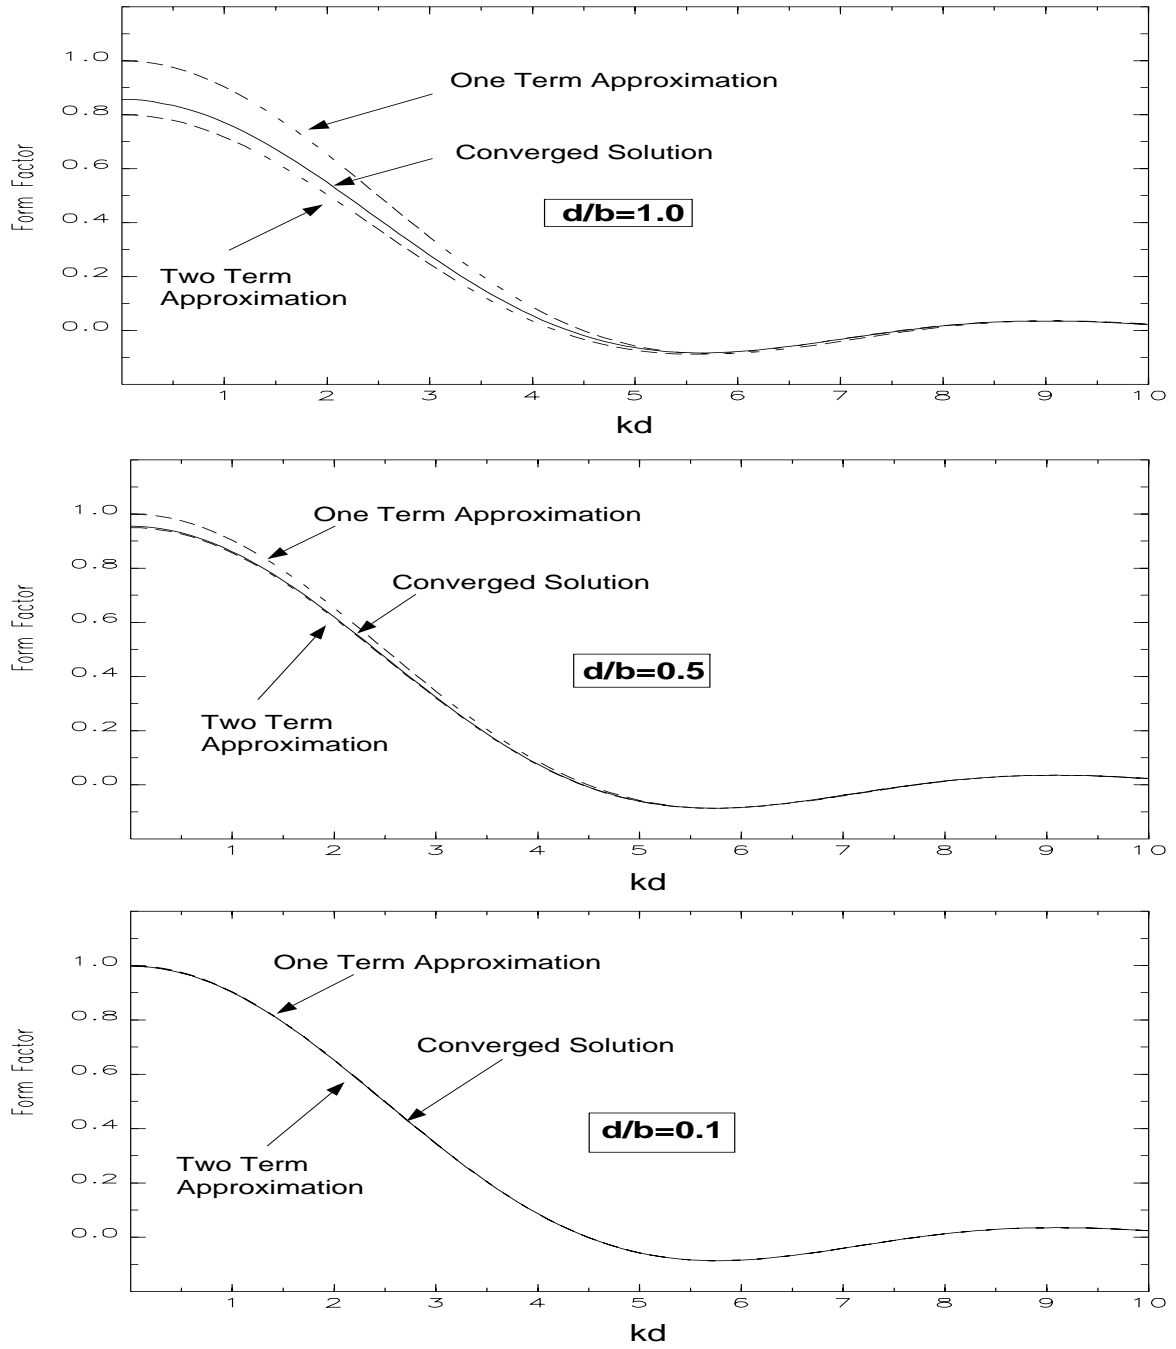 1.0
0.8
0.6
0.4
0.2
0.0
Form Factor
One Term Approximation
Converged Solution
d/b=1.0
Two Term
Approximation
1 2 3 4 5 6 7 8 9 10
kd
1.0
0.8
0.6
0.4
0.2
0.0
Form Factor
One Term Approximation
Converged Solution
d/b=0.5
Two Term
Approximation
1 2 3 4 5 6 7 8 9 10
kd
1.0
0.8
0.6
0.4
0.2
0.0
Form Factor
One Term Approximation
Converged Solution
d/b=0.1
Two Term
Approximation
1 2 3 4 5 6 7 8 9 10
kd